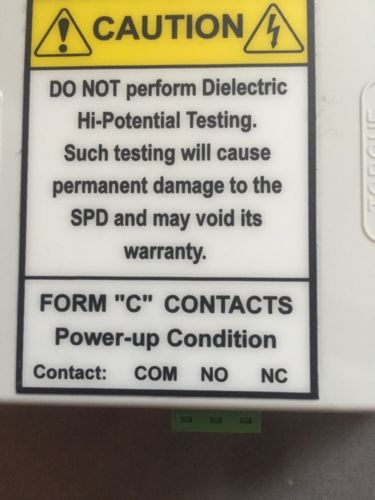 CAUTION
DO NOT perform Dielectric
Hi-Potential Testing.
Such testing will cause
permanent damage to the
SPD and may void its
warranty.
FORM "C" CONTACTS
Power-up Condition
Contact: COM NO NC
TORQUE